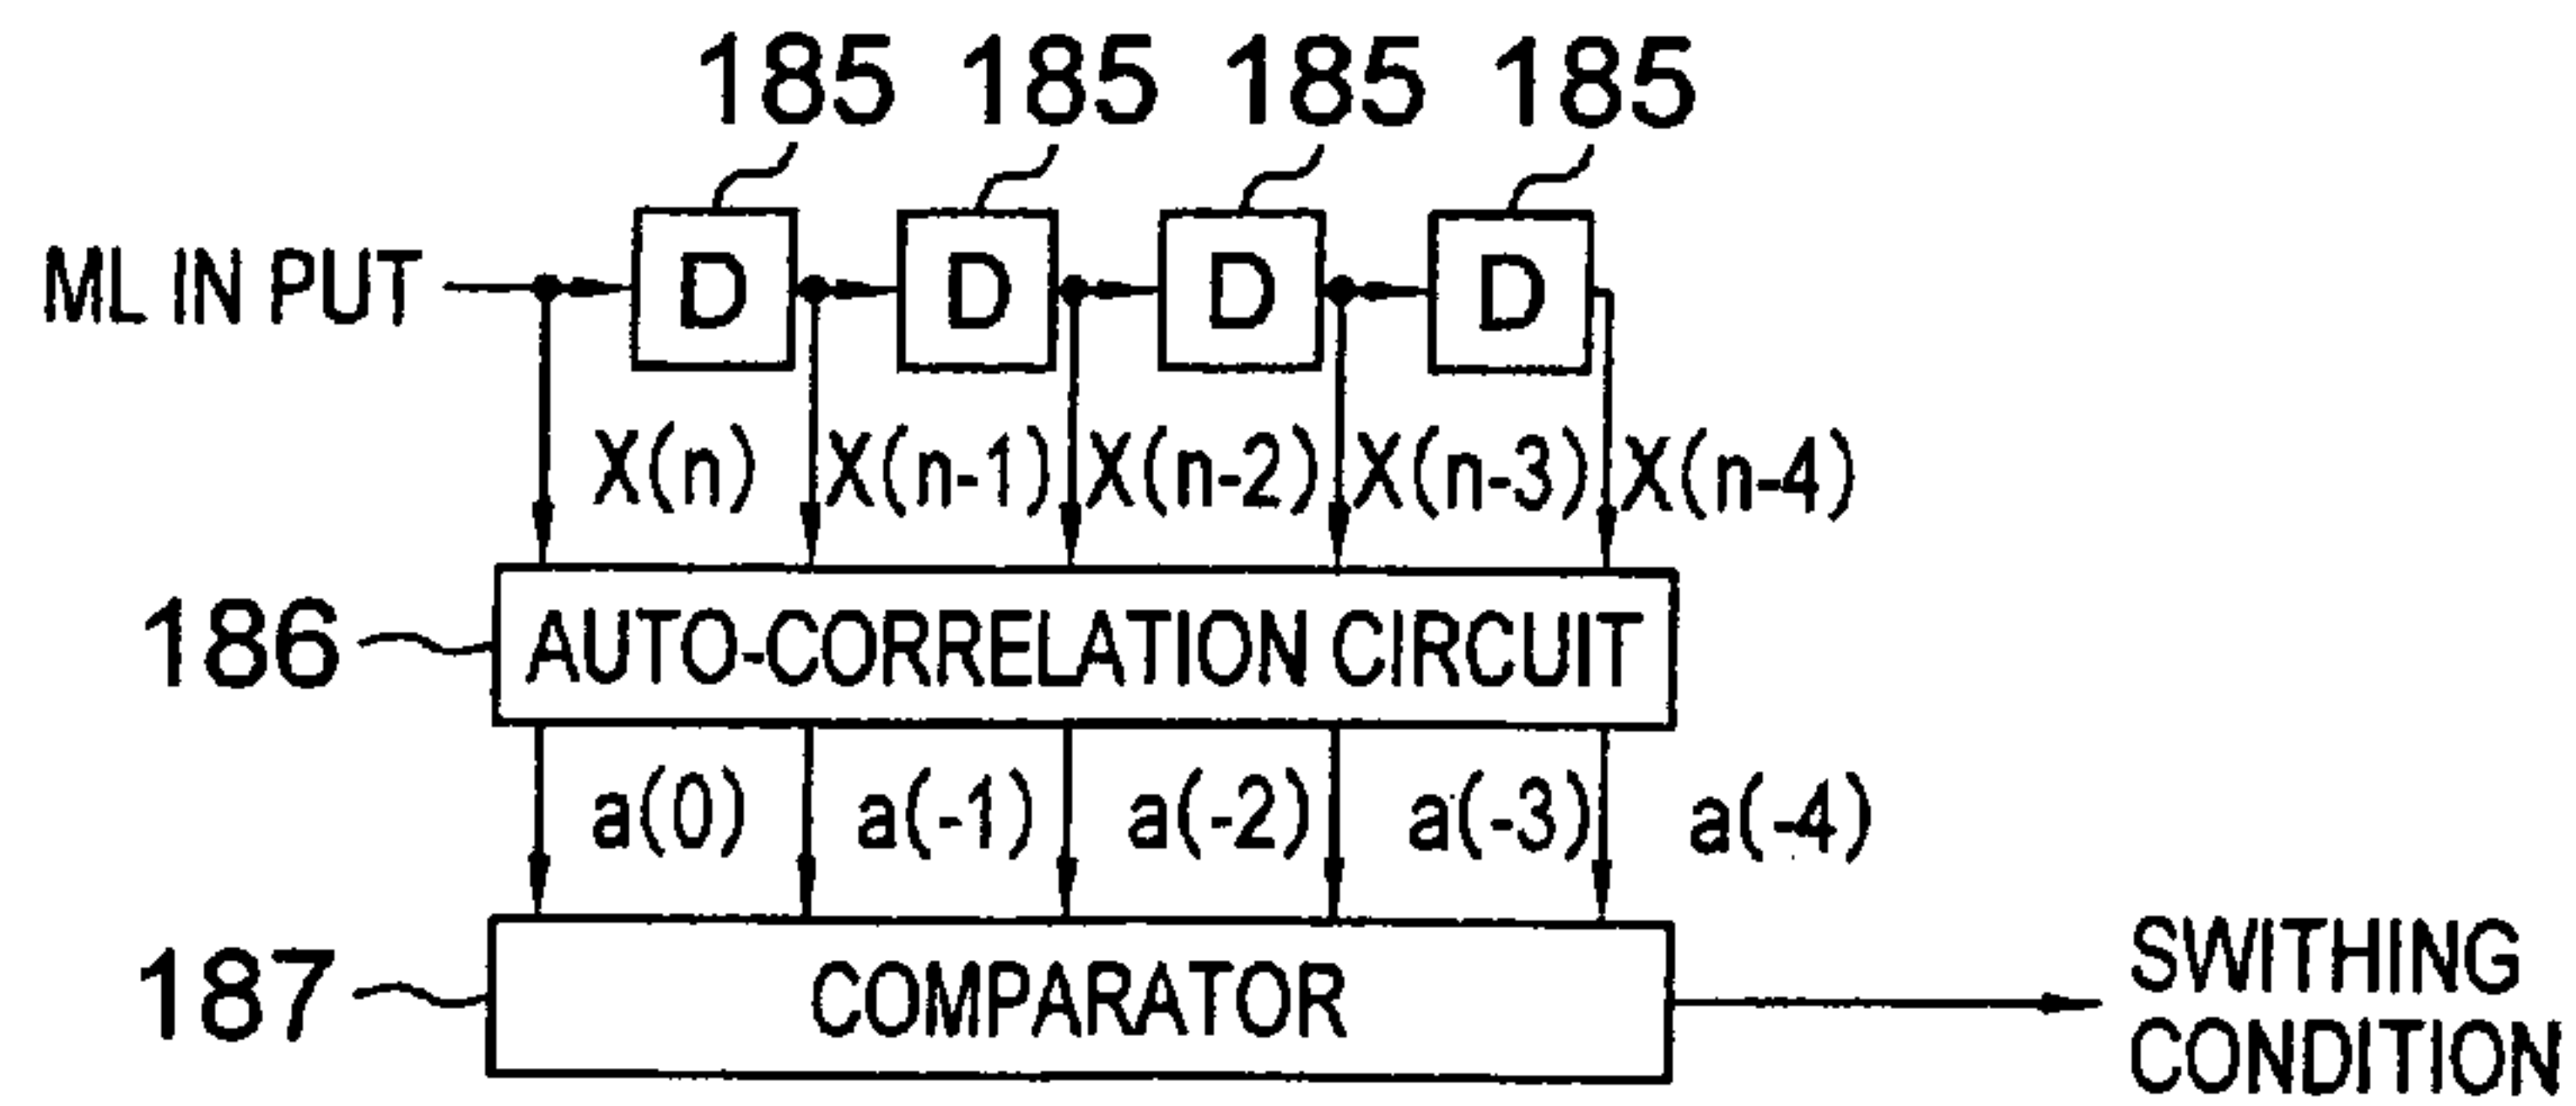 185 185 185 185
ML IN PUT D D D D
X(n) X(n-1) X(n-2) X(n-3) X(n-4)
186 AUTO-CORRELATION CIRCUIT
a(0) a(-1) a(-2) a(-3) a(-4)
187 COMPARATOR
SWITHING
CONDITION